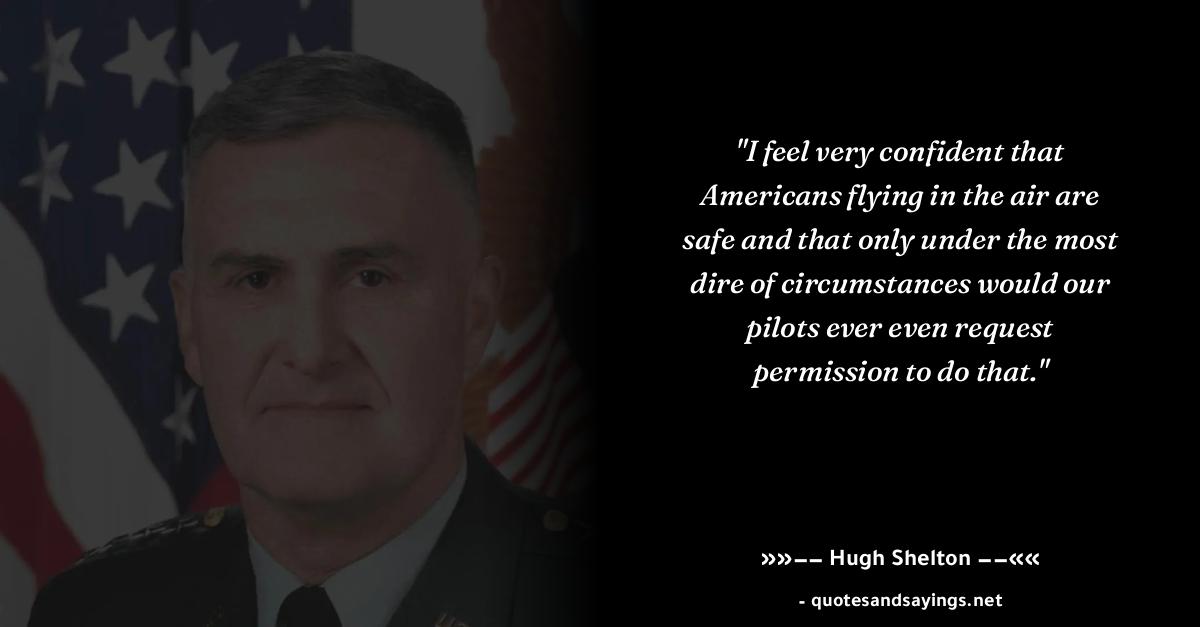 "I feel very confident that
Americans flying in the air are
safe and that only under the most
dire of circumstances would our
pilots ever even request
permission to do that."
»»−− Hugh Shelton −−««
- quotesandsayings.net